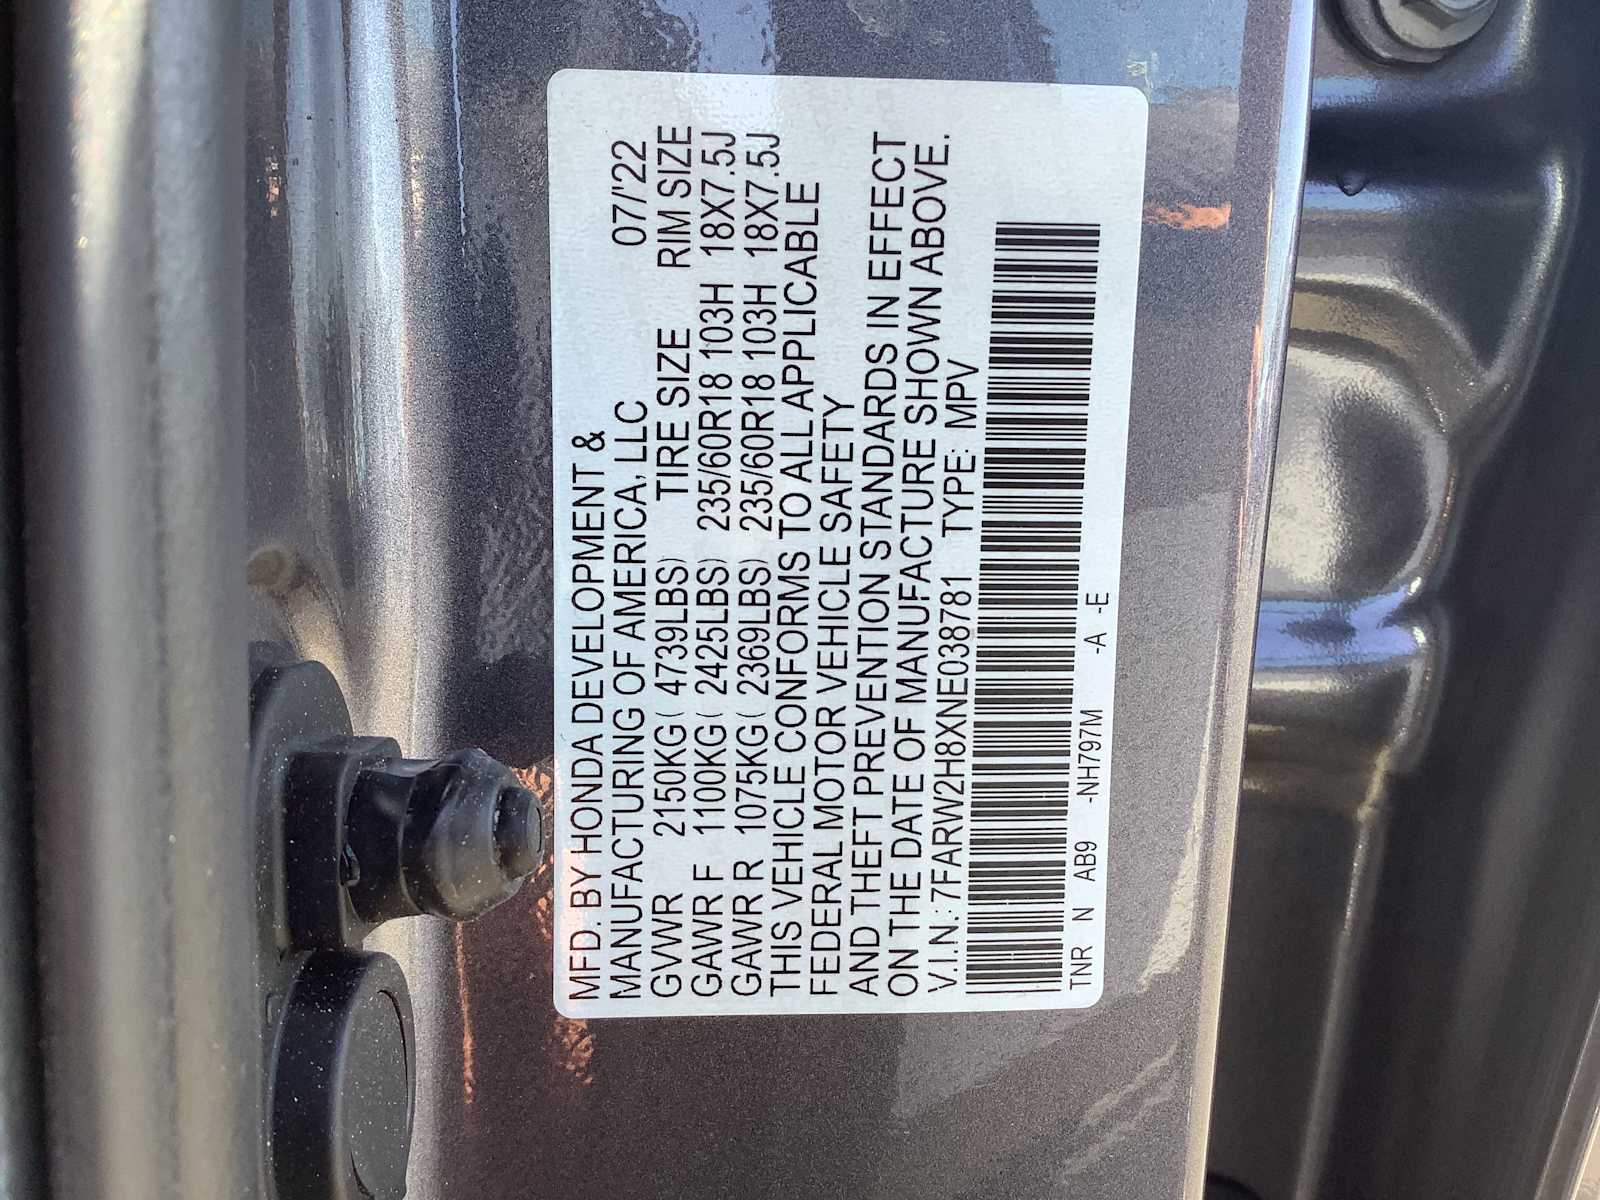 MFD. BY HONDA DEVELOPMENT &
MANUFACTURING OF AMERICA, LLC 07/'22
GVWR 2150KG( 4739LBS) TIRE SIZE RIM SIZE
GAWR F 1100KG( 2425LBS) 235/60R18 103H 18X7.5J
GAWR R 1075KG( 2369LBS) 235/60R18 103H 18X7.5J
THIS VEHICLE CONFORMS TO ALL APPLICABLE
FEDERAL MOTOR VEHICLE SAFETY
AND THEFT PREVENTION STANDARDS IN EFFECT
ON THE DATE OF MANUFACTURE SHOWN ABOVE.
V.I.N.: 7FARW2H8XNE038781 TYPE: MPV
TNR N AB9 -NH797M -A -E